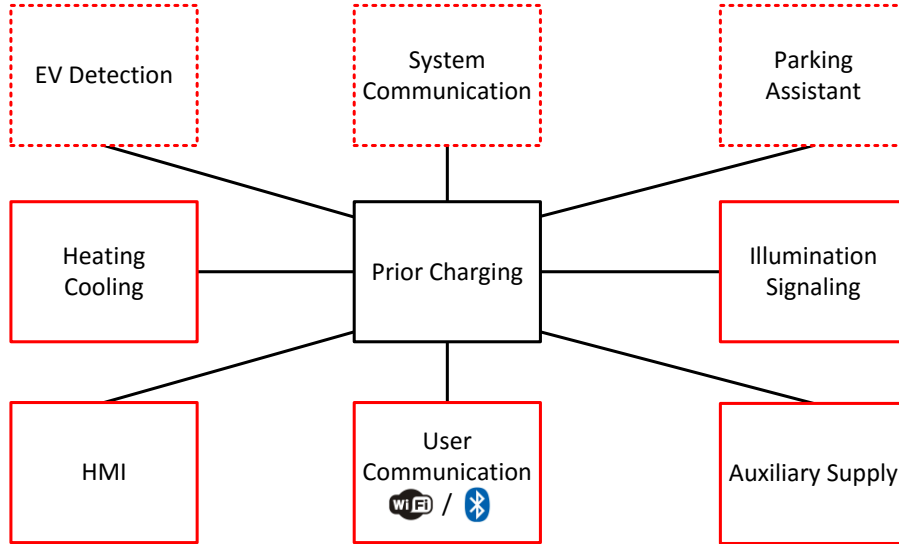 EV Detection
System
Communication
Parking
Assistant
Heating
Cooling
Prior Charging
Illumination
Signaling
HMI
User
Communication
WiFi /
Auxiliary Supply